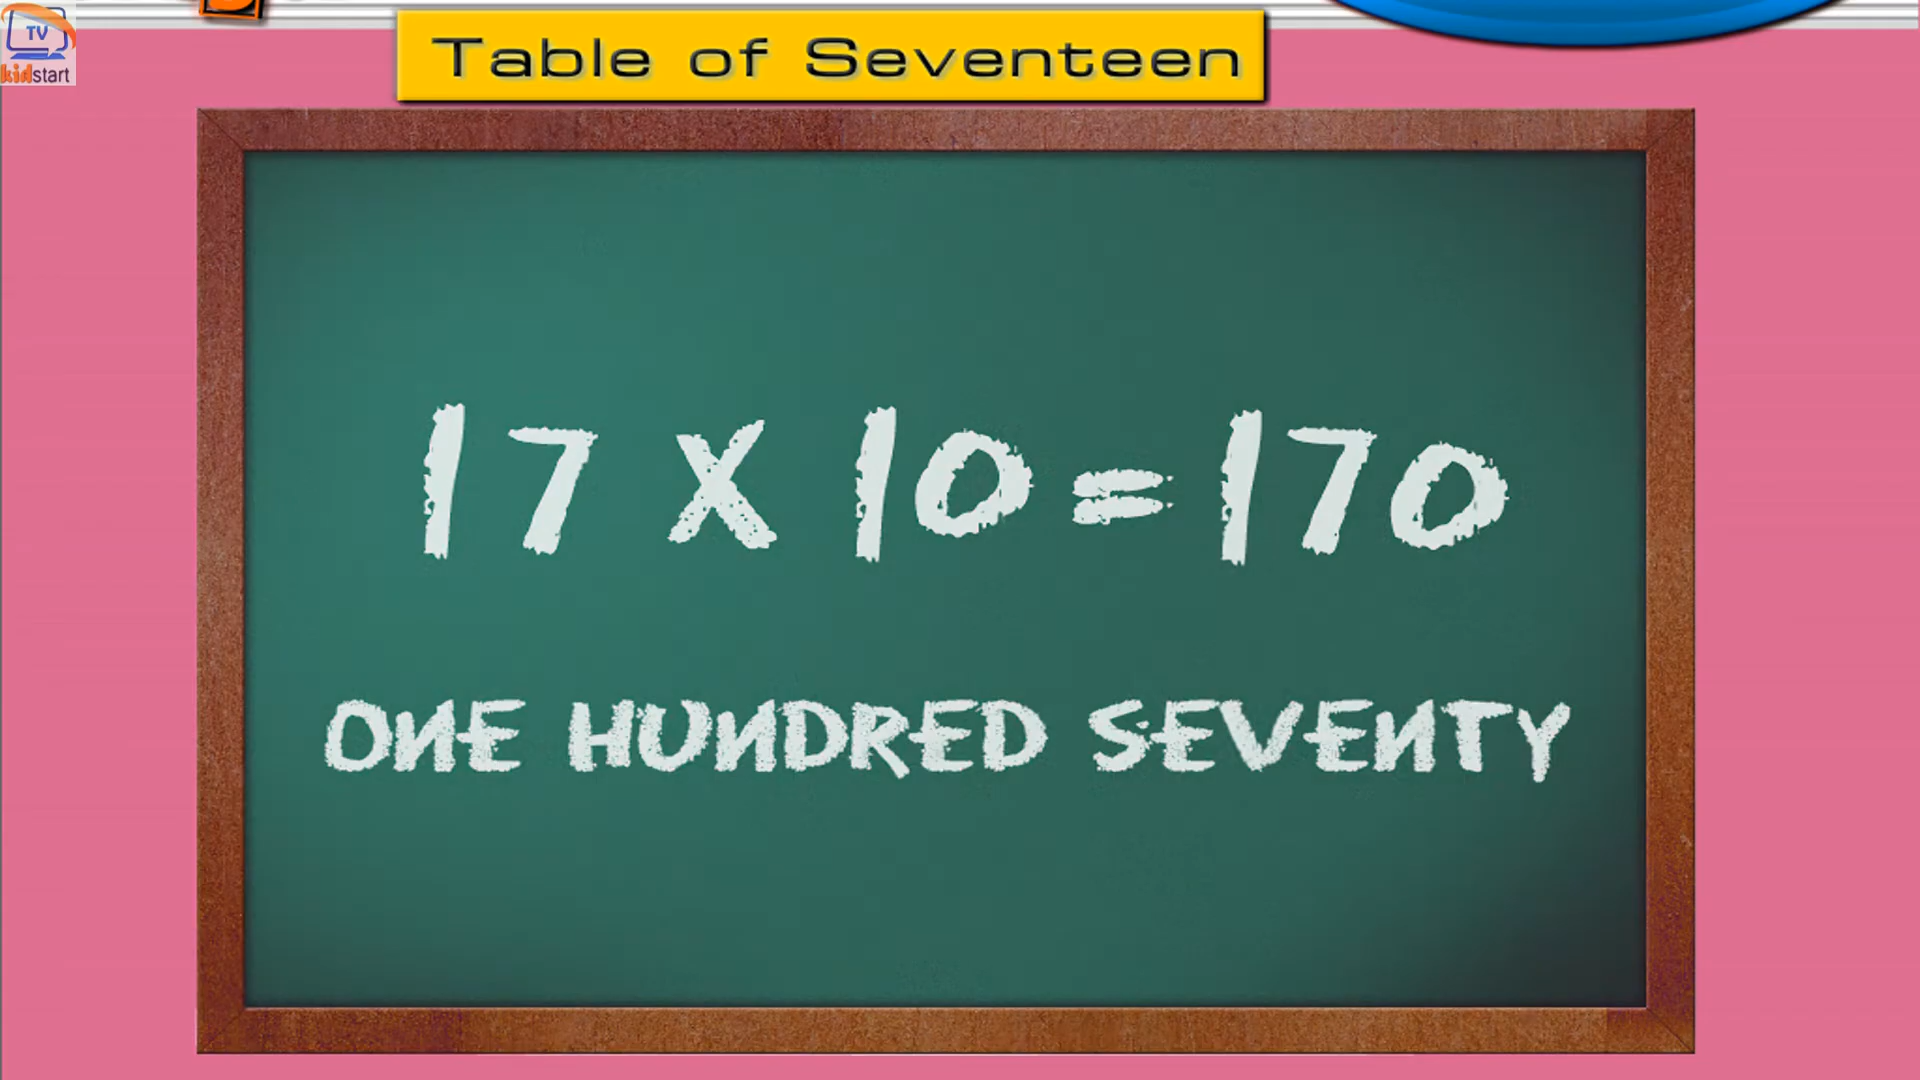 TV
kidstart
Table of Seventeen
17 X 10 = 170
ONE HUNDRED SEVENTY